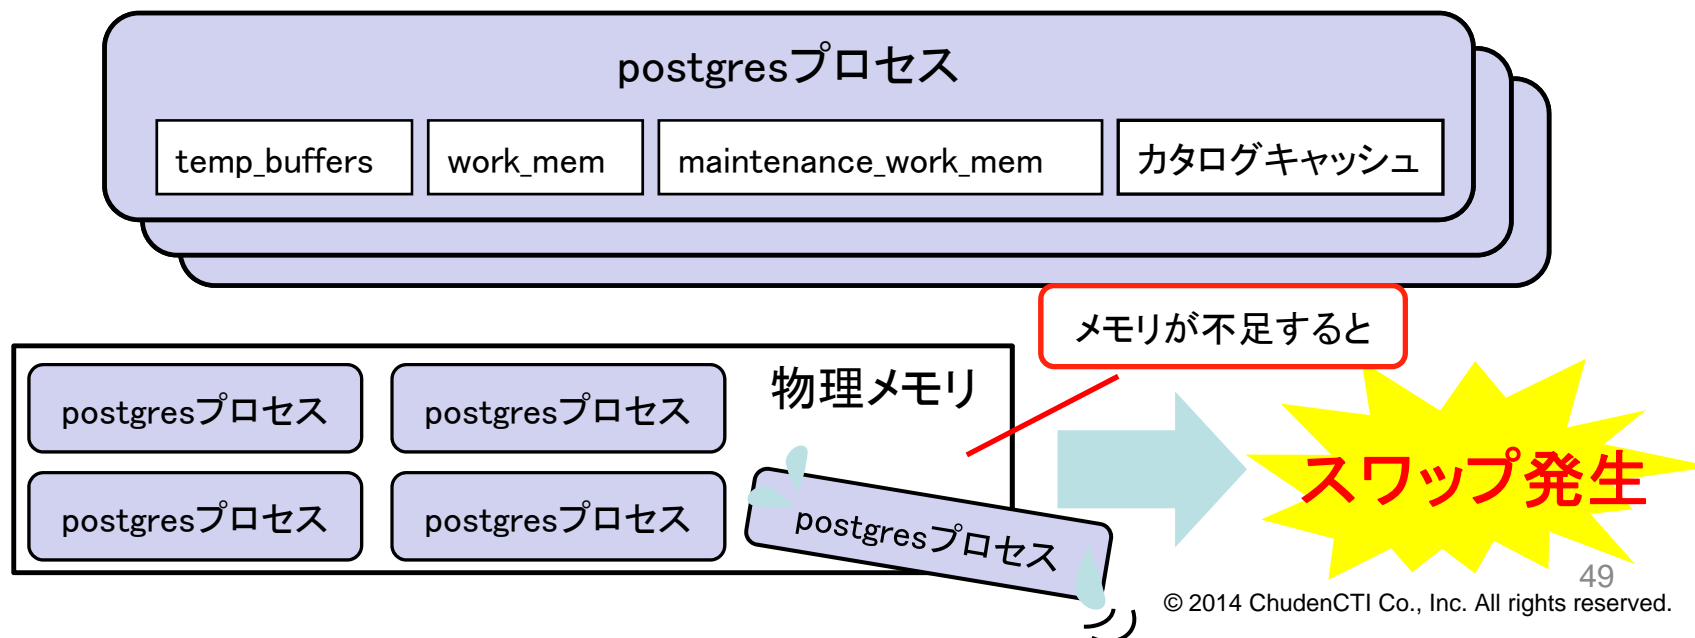 postgresプロセス
temp_buffers
work_mem
maintenance_work_mem
カタログキャッシュ
メモリが不足すると
物理メモリ
postgresプロセス
postgresプロセス
postgresプロセス
postgresプロセス
postgresプロセス
スワップ発生
49
© 2014 ChudenCTI Co., Inc. All rights reserved.